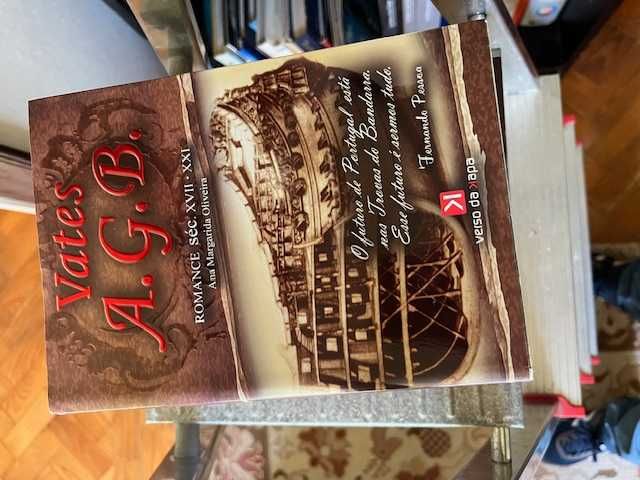 Vates
A. G. B.
ROMANCE séc. XVII • XXI
Ana Margarida Oliveira
O futuro de Portugal está
nas Trovas do Bandarra.
Esse futuro é sermos tudo.
Fernando Pessoa
K
verso da kapa